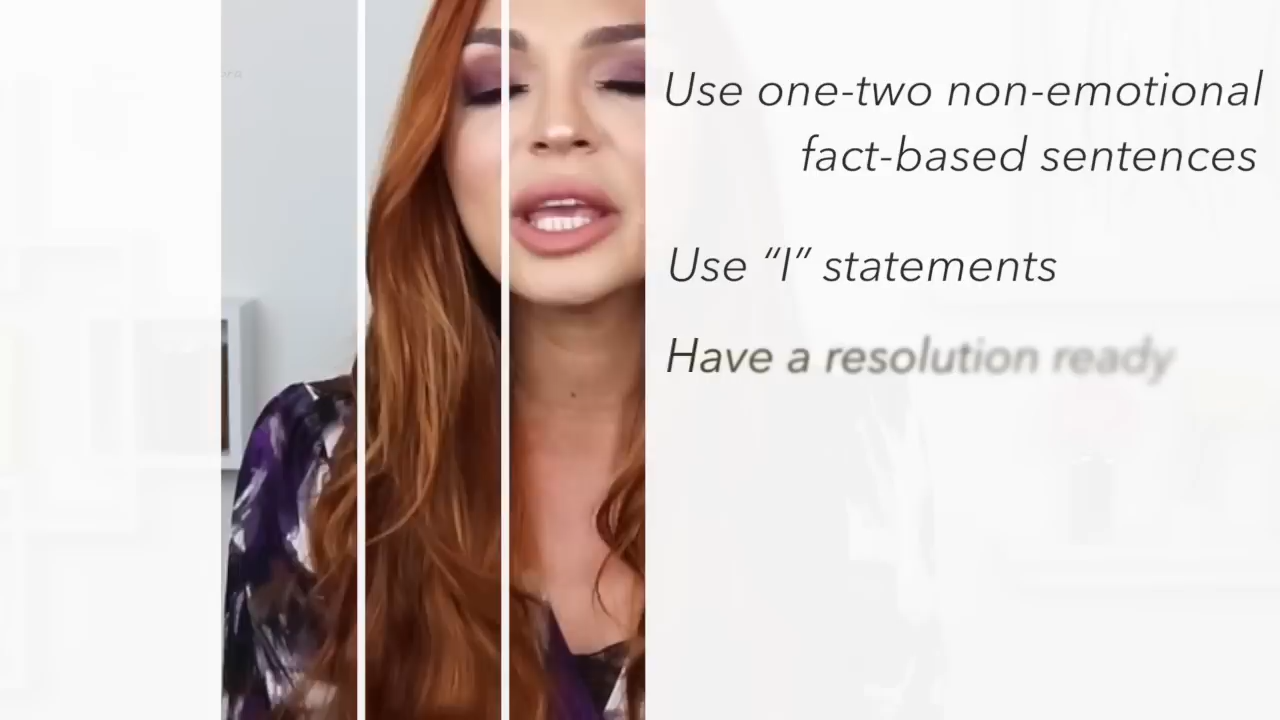 Use one-two non-emotional
fact-based sentences
Use “I” statements
Have a resolution ready